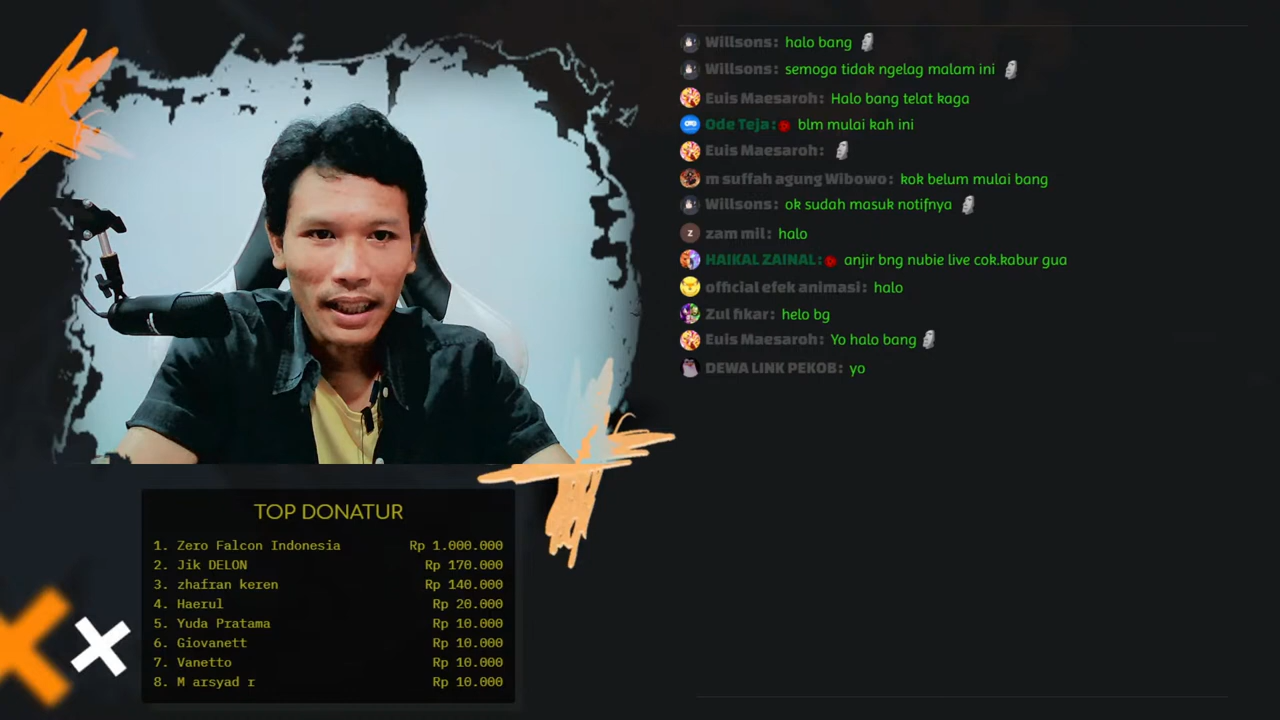 Willsons: halo bang
Willsons: semoga tidak ngelag malam ini
Euis Maesaroh: Halo bang telat kaga
Ode Teja: blm mulai kah ini
Euis Maesaroh:
m suffah agung Wibowo: kok belum mulai bang
Willsons: ok sudah masuk notifnya
z zam mil: halo
HAIKAL ZAINAL: anjir bng nubie live cok.kabur gua
official efek animasi: halo
Zul fikar: helo bg
Euis Maesaroh: Yo halo bang
DEWA LINK PEKOB: yo
TOP DONATUR
1. Zero Falcon Indonesia Rp 1.000.000
2. Jik DELON Rp 170.000
3. zhafran keren Rp 140.000
4. Haerul Rp 20.000
5. Yuda Pratama Rp 10.000
6. Giovanett Rp 10.000
7. Vanetto Rp 10.000
8. M arsyad r Rp 10.000